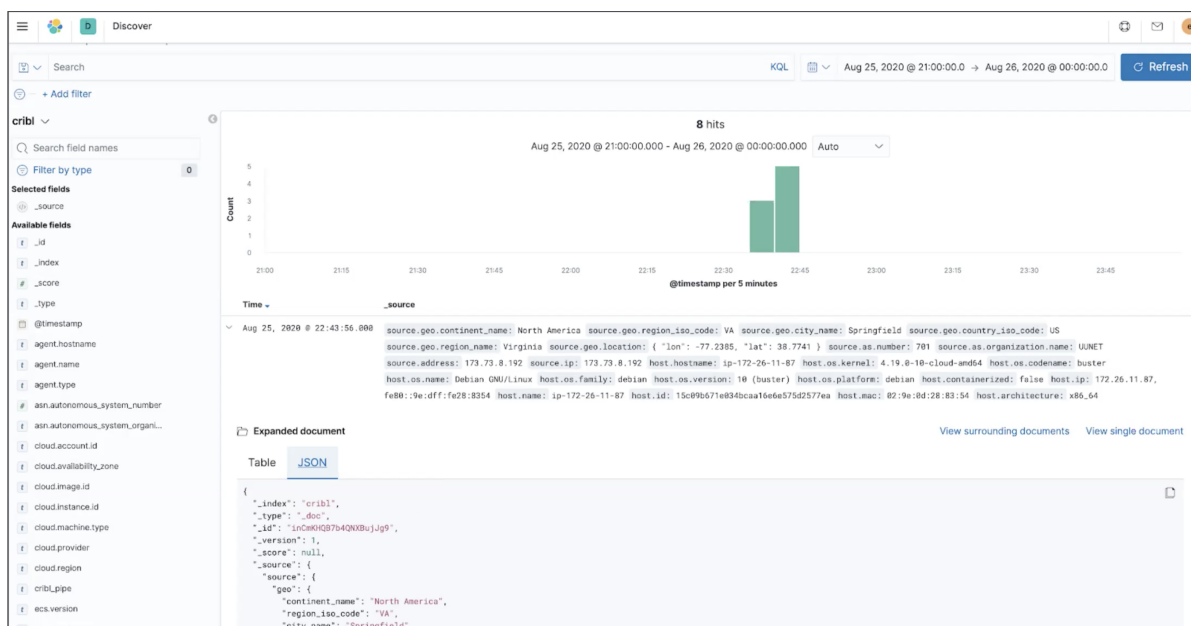 D Discover
Search KQL Aug 25, 2020 @ 21:00:00.0 → Aug 26, 2020 @ 00:00:00.0 Refresh
+ Add filter
cribl
Search field names
Filter by type 0
Selected fields
_source
Available fields
t _id
t _index
# _score
t _type
@timestamp
t agent.hostname
t agent.name
t agent.type
# asn.autonomous_system_number
t asn.autonomous_system_organi...
t cloud.account.id
t cloud.availability_zone
t cloud.image.id
t cloud.instance.id
t cloud.machine.type
t cloud.provider
t cloud.region
t cribl_pipe
t ecs.version
8 hits
Aug 25, 2020 @ 21:00:00.000 - Aug 26, 2020 @ 00:00:00.000 Auto
Count
5
4
3
2
1
0
21:00 21:15 21:30 21:45 22:00 22:15 22:30 22:45 23:00 23:15 23:30 23:45
@timestamp per 5 minutes
Time _source
Aug 25, 2020 @ 22:43:56.000 source.geo.continent_name: North America source.geo.region_iso_code: VA source.geo.city_name: Springfield source.geo.country_iso_code: US
source.geo.region_name: Virginia source.geo.location: { "lon": -77.2385, "lat": 38.7741 } source.as.number: 701 source.as.organization.name: UUNET
source.address: 173.73.8.192 source.ip: 173.73.8.192 host.hostname: ip-172-26-11-87 host.os.kernel: 4.19.0-10-cloud-amd64 host.os.codename: buster
host.os.name: Debian GNU/Linux host.os.family: debian host.os.version: 10 (buster) host.os.platform: debian host.containerized: false host.ip: 172.26.11.87,
fe80::9e:dff:fe28:8354 host.name: ip-172-26-11-87 host.id: 15c09b671e034bcaa16e6e575d2577ea host.mac: 02:9e:0d:28:83:54 host.architecture: x86_64
Expanded document View surrounding documents View single document
Table JSON
{
"_index": "cribl",
"_type": "_doc",
"_id": "inCmKHQB7b4QNXBujJg9",
"_version": 1,
"_score": null,
"_source": {
"source": {
"geo": {
"continent_name": "North America",
"region_iso_code": "VA",
"city_name": "Springfield",